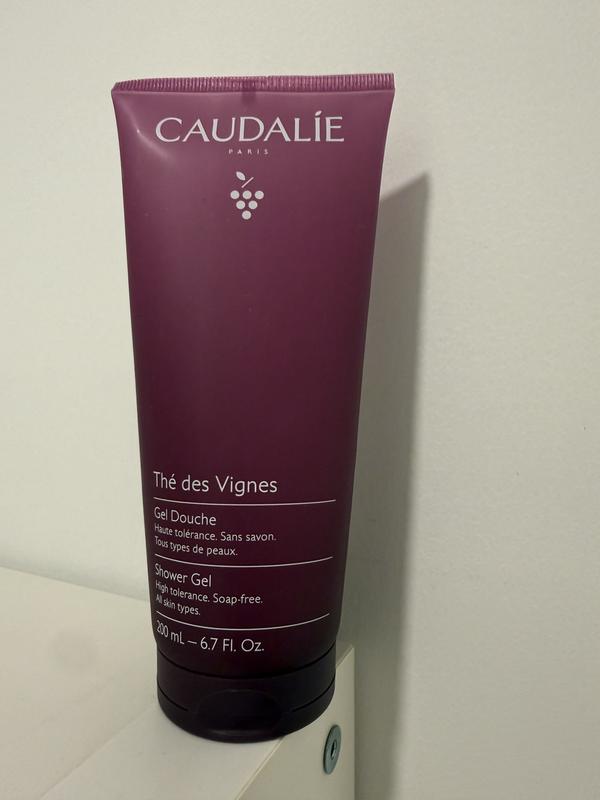 CAUDALÍE
PARIS
Thé des Vignes
Gel Douche
Haute tolérance. Sans savon.
Tous types de peaux.
Shower Gel
High tolerance. Soap-free.
All skin types.
200 mL – 6.7 Fl. Oz.